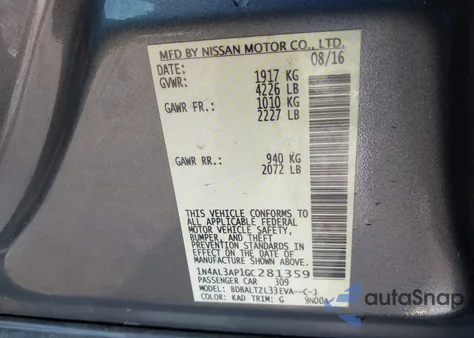 MFD BY NISSAN MOTOR CO., LTD.
DATE: 08/16
GVWR: 1917 KG
4226 LB
GAWR FR.: 1010 KG
2227 LB
GAWR RR.: 940 KG
2072 LB
THIS VEHICLE CONFORMS TO
ALL APPLICABLE FEDERAL
MOTOR VEHICLE SAFETY,
BUMPER, AND THEFT
PREVENTION STANDARDS IN
EFFECT ON THE DATE OF
MANUFACTURE SHOWN ABOVE.
1N4AL3AP1GC281359
PASSENGER CAR 309
MODEL: BDBALTZL33EVA--C-J
COLOR: KAD TRIM: G 9N00A
autoSnap